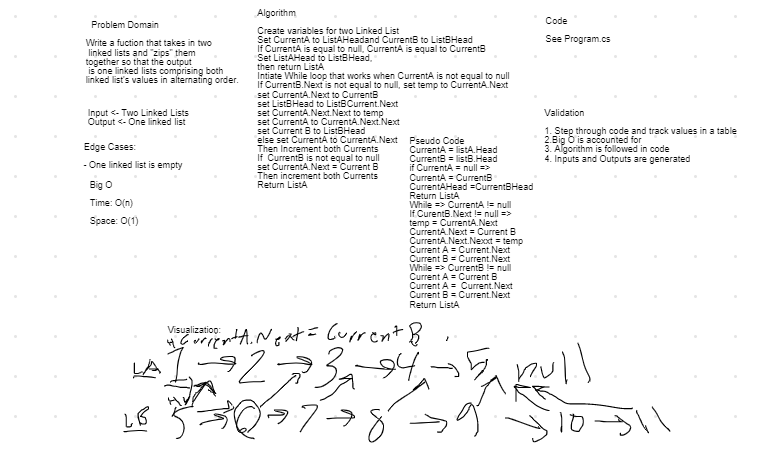 Problem Domain
Write a fuction that takes in two
linked lists and "zips" them
together so that the output
is one linked lists comprising both
linked list's values in alternating order.
Input <- Two Linked Lists
Output <- One linked list
Edge Cases:
- One linked list is empty
Big O
Time: O(n)
Space: O(1)
Algorithm
Create variables for two Linked List
Set CurrentA to ListAHeadand CurrentB to ListBHead
If CurrentA is equal to null, CurrentA is equal to CurrentB
Set ListAHead to ListBHead,
then return ListA
Intiate While loop that works when CurrentA is not equal to null
If CurrentB.Next is not equal to null, set temp to CurrentA.Next
set CurrentA.Next to CurrentB
set ListBHead to ListBCurrent.Next
set CurrentA.Next.Next to temp
set CurrentA to CurrentA.Next.Next
set Current B to ListBHead
else set CurrentA to CurrentA.Next
Then Increment both Currents
If CurrentB is not equal to null
set CurrentA.Next = Current B
Then increment both Currents
Return ListA
Pseudo Code
CurrentA = listA.Head
CurrentB = listB.Head
if CurrentA = null =>
CurrentA = CurrentB
CurrentAHead =CurrentBHead
Return ListA
While => CurrentA != null
If CurentB.Next != null =>
temp = CurrentA.Next
CurrentA.Next = Current B
CurrentA.Next.Nexxt = temp
Current A = Current.Next
Current B = Current.Next
While => CurrentB != null
Current A = Current B
Current A = Current.Next
Current B = Current.Next
Return ListA
Code
See Program.cs
Validation
1. Step through code and track values in a table
2.Big O is accounted for
3. Algorithm is followed in code
4. Inputs and Outputs are generated
Visualization:
CurrentA.Next = Current B
LA 1 → 2 → 3 → 4 → 5 null
LB 5 → 6 → 7 → 8 → 9 → 10 → 11